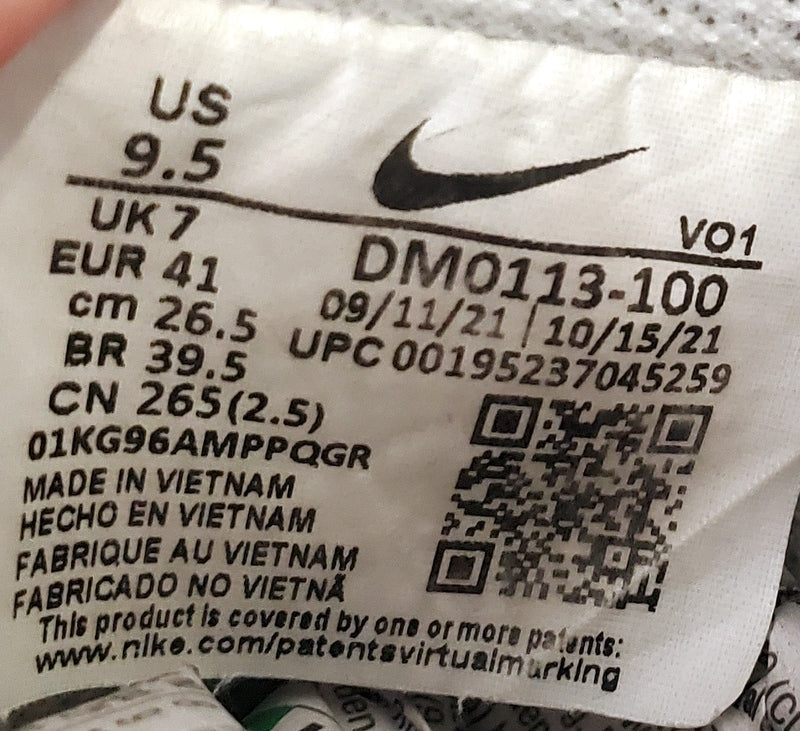 US
9.5
VO1
UK 7
EUR 41
cm 26.5
BR 39.5
CN 265(2.5)
DM0113-100
09/11/21 | 10/15/21
UPC 00195237045259
01KG96AMPPQGR
MADE IN VIETNAM
HECHO EN VIETNAM
FABRIQUE AU VIETNAM
FABRICADO NO VIETNÃ
This product is covered by one or more patents:
www.nike.com/patentsvirtualmarking